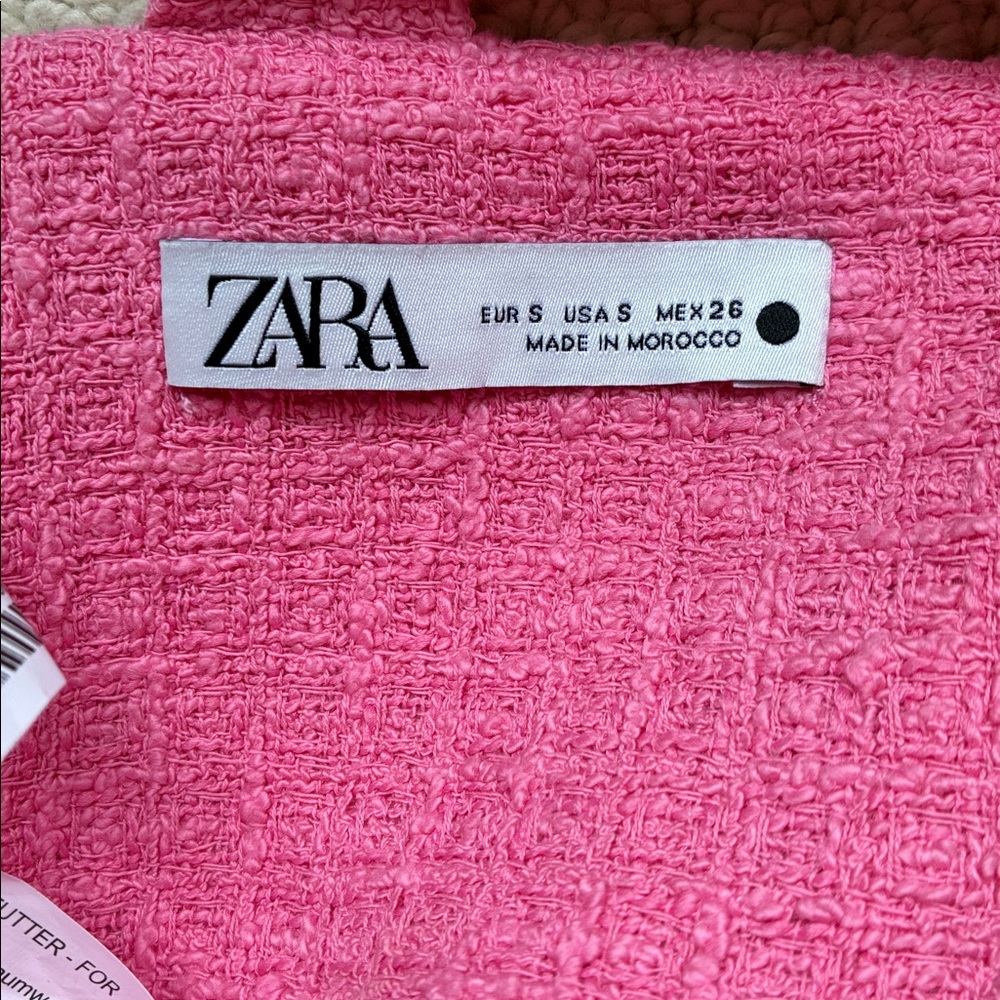 ZARA
EUR S USA S MEX 26
MADE IN MOROCCO
UTTER - FOR